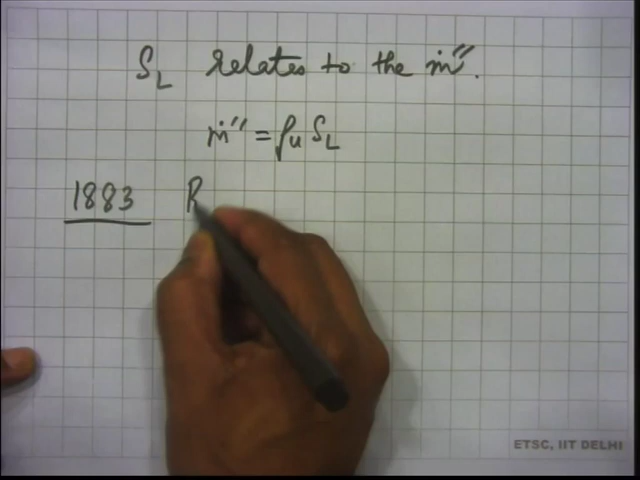 S_L relates to the ṁ″.
ṁ″ = ρ_u S_L
1883 R
ETSC, IIT DELHI